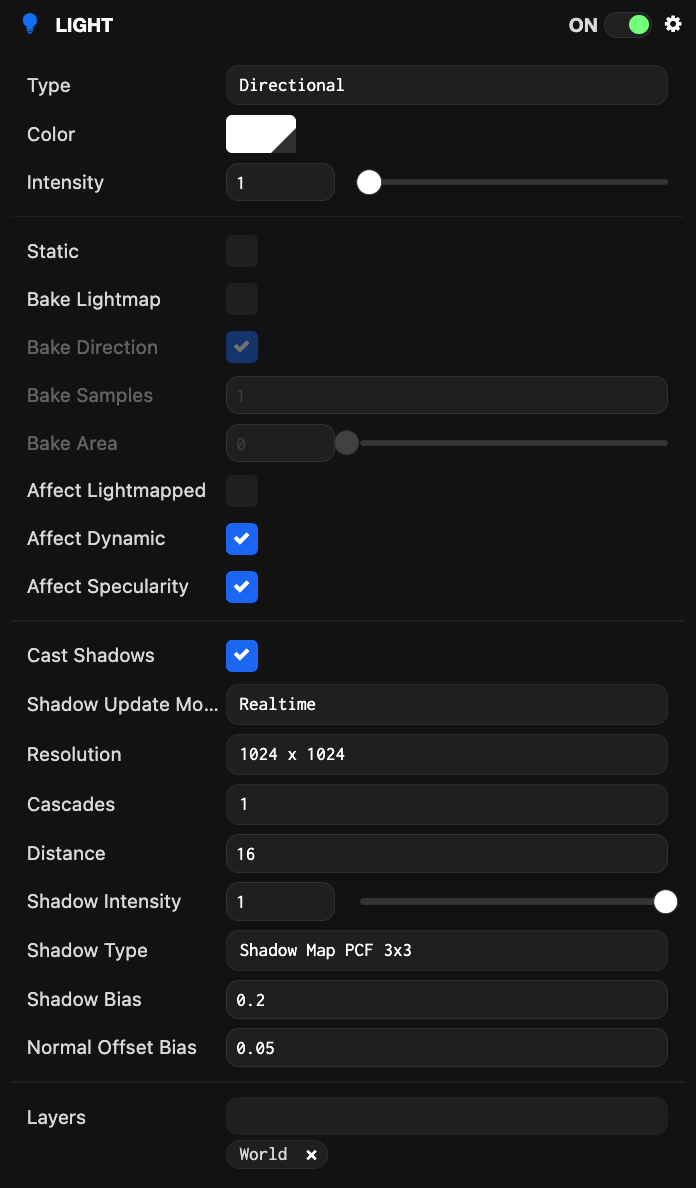 LIGHT ON
Type Directional
Color
Intensity 1
Static
Bake Lightmap
Bake Direction
Bake Samples 1
Bake Area 0
Affect Lightmapped
Affect Dynamic
Affect Specularity
Cast Shadows
Shadow Update Mo... Realtime
Resolution 1024 x 1024
Cascades 1
Distance 16
Shadow Intensity 1
Shadow Type Shadow Map PCF 3x3
Shadow Bias 0.2
Normal Offset Bias 0.05
Layers
World ×